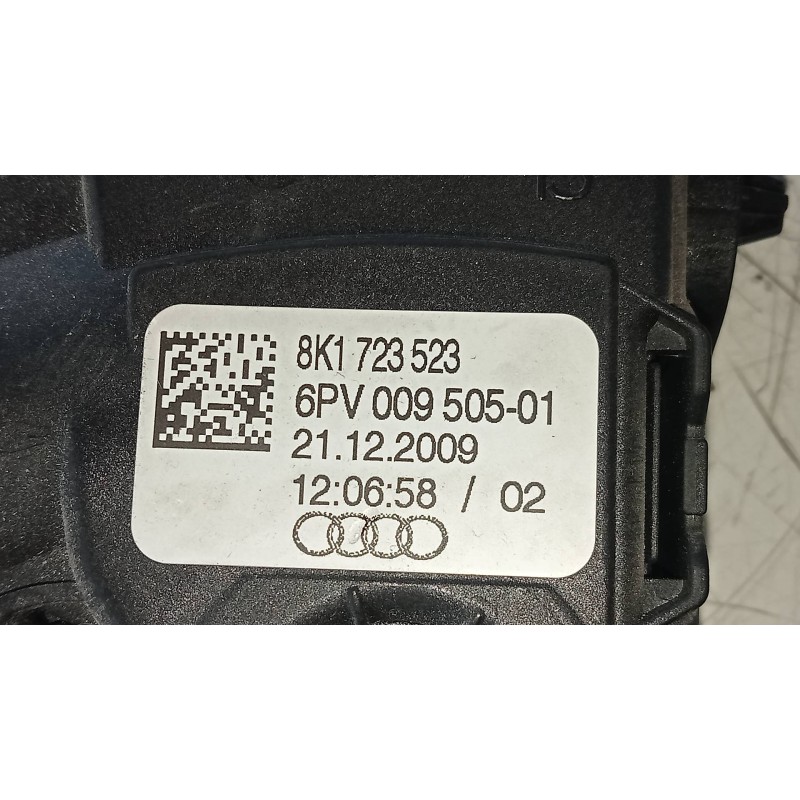 8K1 723 523
6PV 009 505-01
21.12.2009
12:06:58 / 02